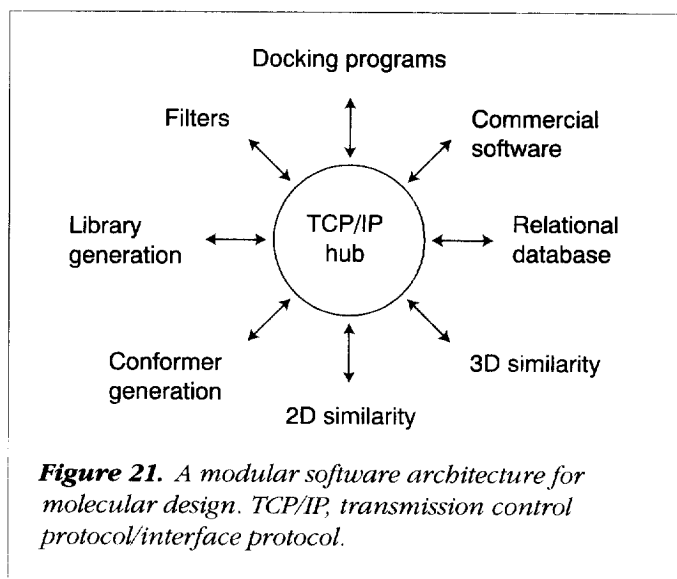 Docking programs
Filters
Commercial
software
Library
generation
TCP/IP
hub
Relational
database
Conformer
generation
2D similarity
3D similarity
Figure 21. A modular software architecture for
molecular design. TCP/IP, transmission control
protocol/interface protocol.